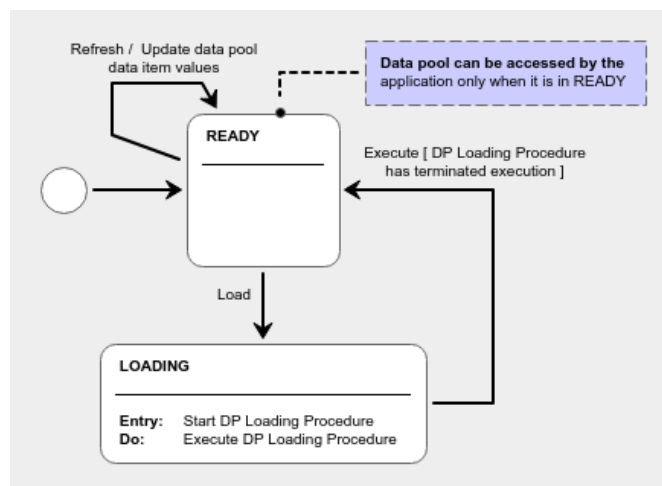 Refresh / Update data pool
data item values
Data pool can be accessed by the
application only when it is in READY
READY
Execute [ DP Loading Procedure
has terminated execution ]
Load
LOADING
Entry: Start DP Loading Procedure
Do: Execute DP Loading Procedure